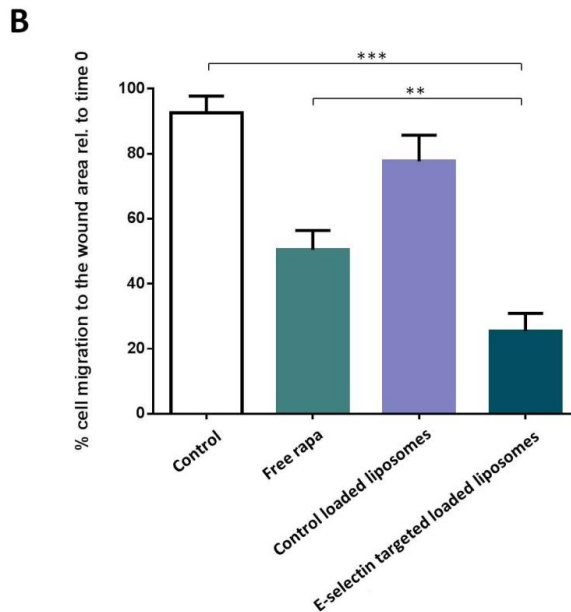 B
***
**
% cell migration to the wound area rel. to time 0
100
80
60
40
20
0
Control
Free rapa
Control loaded liposomes
E-selectin targeted loaded liposomes